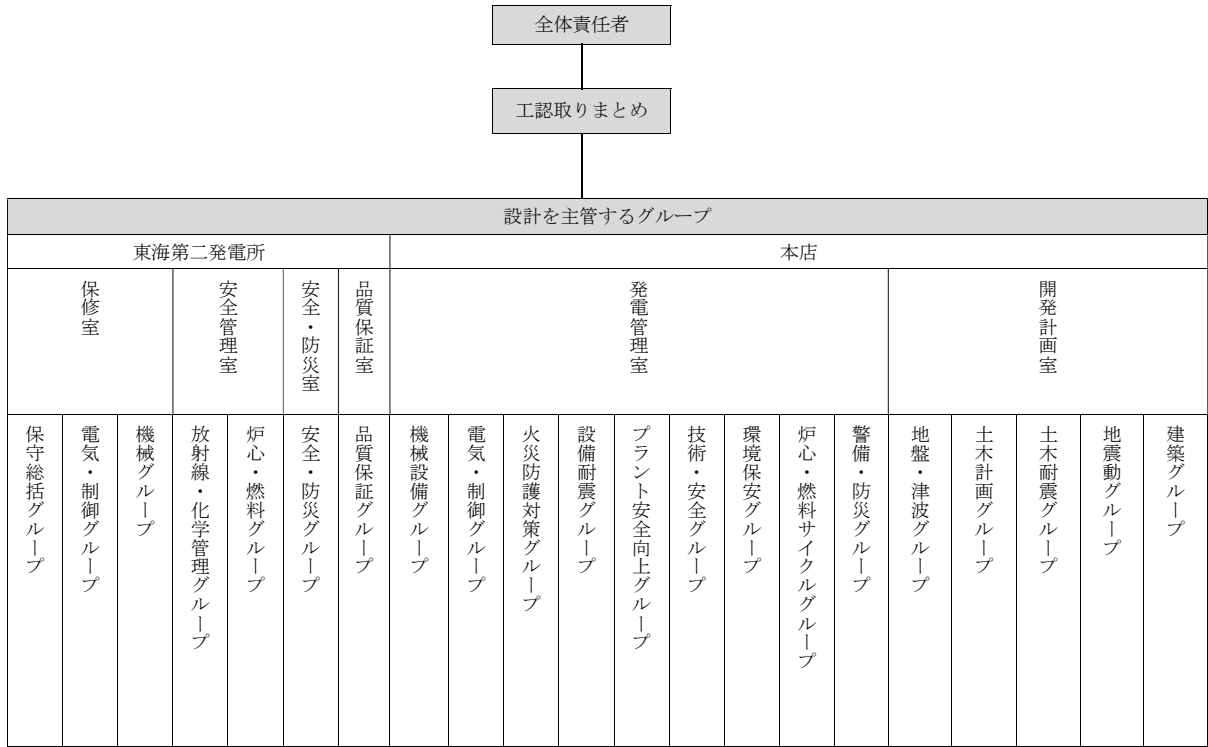 全体責任者
工認取りまとめ
設計を主管するグループ
東海第二発電所
本店
保修室
安全管理室
安全・防災室
品質保証室
発電管理室
開発計画室
保守総括グループ
電気・制御グループ
機械グループ
放射線・化学管理グループ
炉心・燃料グループ
安全・防災グループ
品質保証グループ
機械設備グループ
電気・制御グループ
火災防護対策グループ
設備耐震グループ
プラント安全向上グループ
技術・安全グループ
環境保安グループ
炉心・燃料サイクルグループ
警備・防災グループ
地盤・津波グループ
土木計画グループ
土木耐震グループ
地震動グループ
建築グループ